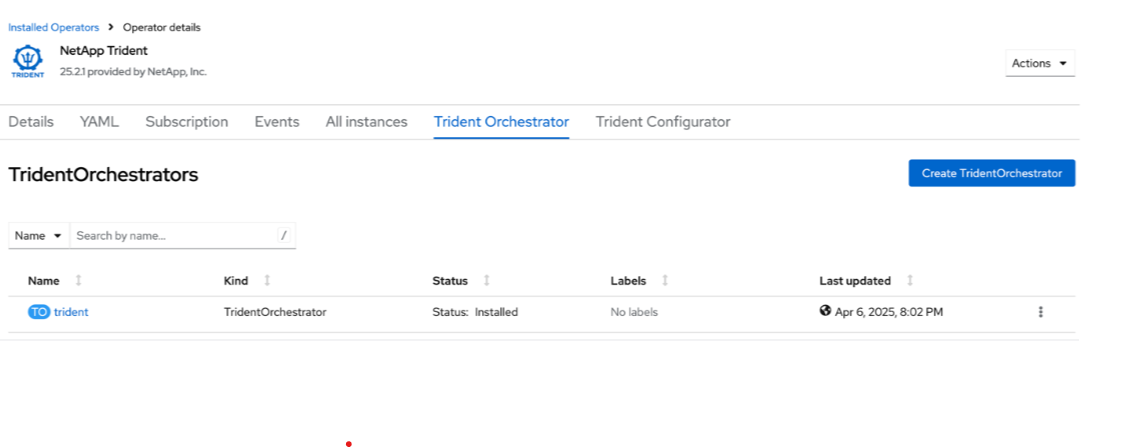 Installed Operators > Operator details
NetApp Trident
TRIDENT
25.2.1 provided by NetApp, Inc.
Actions
Details YAML Subscription Events All instances Trident Orchestrator Trident Configurator
TridentOrchestrators
Create TridentOrchestrator
Name Search by name... /
Name Kind Status Labels Last updated
TO trident TridentOrchestrator Status: Installed No labels Apr 6, 2025, 8:02 PM